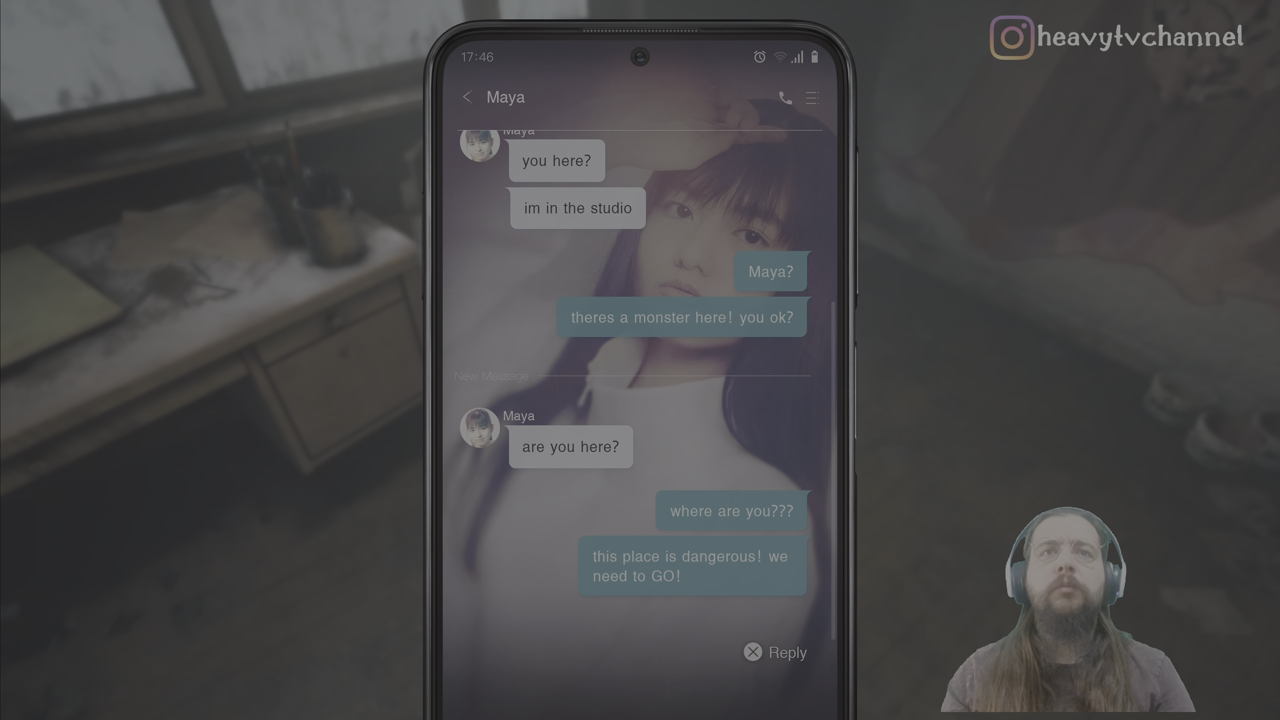 heavytvchannel
17:46
Maya
Maya
you here?
im in the studio
Maya?
theres a monster here! you ok?
New Message
Maya
are you here?
where are you???
this place is dangerous! we
need to GO!
Reply